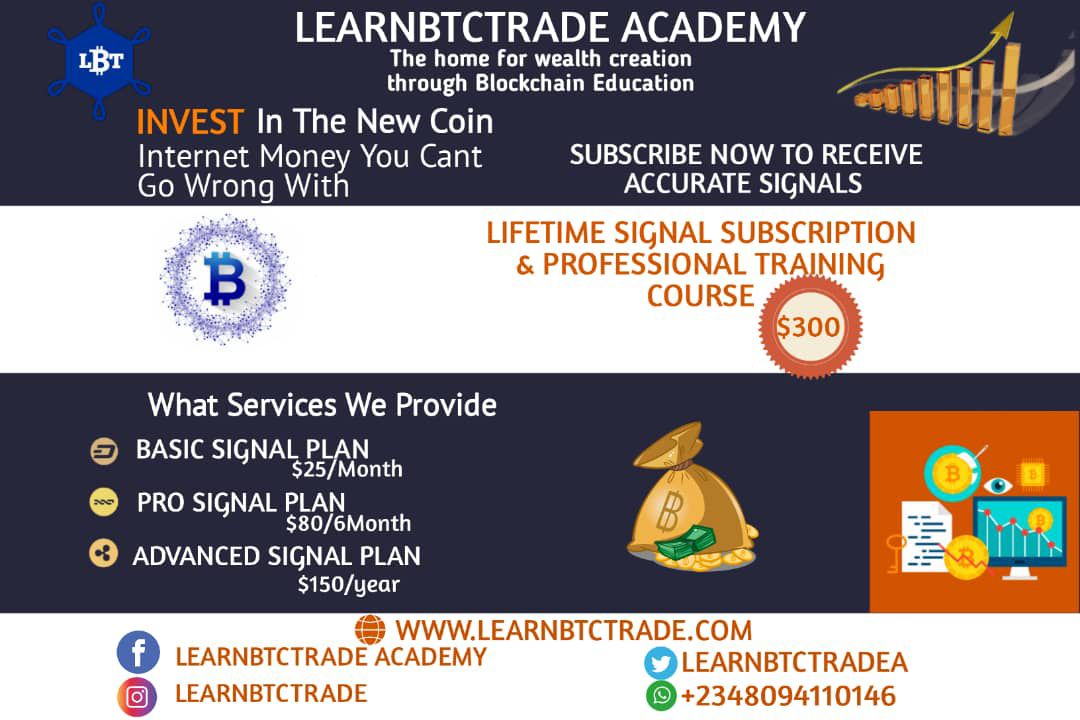 LBT
LEARNBTCTRADE ACADEMY
The home for wealth creation
through Blockchain Education
INVEST In The New Coin
Internet Money You Cant
Go Wrong With
SUBSCRIBE NOW TO RECEIVE
ACCURATE SIGNALS
LIFETIME SIGNAL SUBSCRIPTION
& PROFESSIONAL TRAINING
COURSE
$300
What Services We Provide
BASIC SIGNAL PLAN
$25/Month
PRO SIGNAL PLAN
$80/6Month
ADVANCED SIGNAL PLAN
$150/year
WWW.LEARNBTCTRADE.COM
LEARNBTCTRADE ACADEMY
LEARNBTCTRADE
LEARNBTCTRADEA
+2348094110146